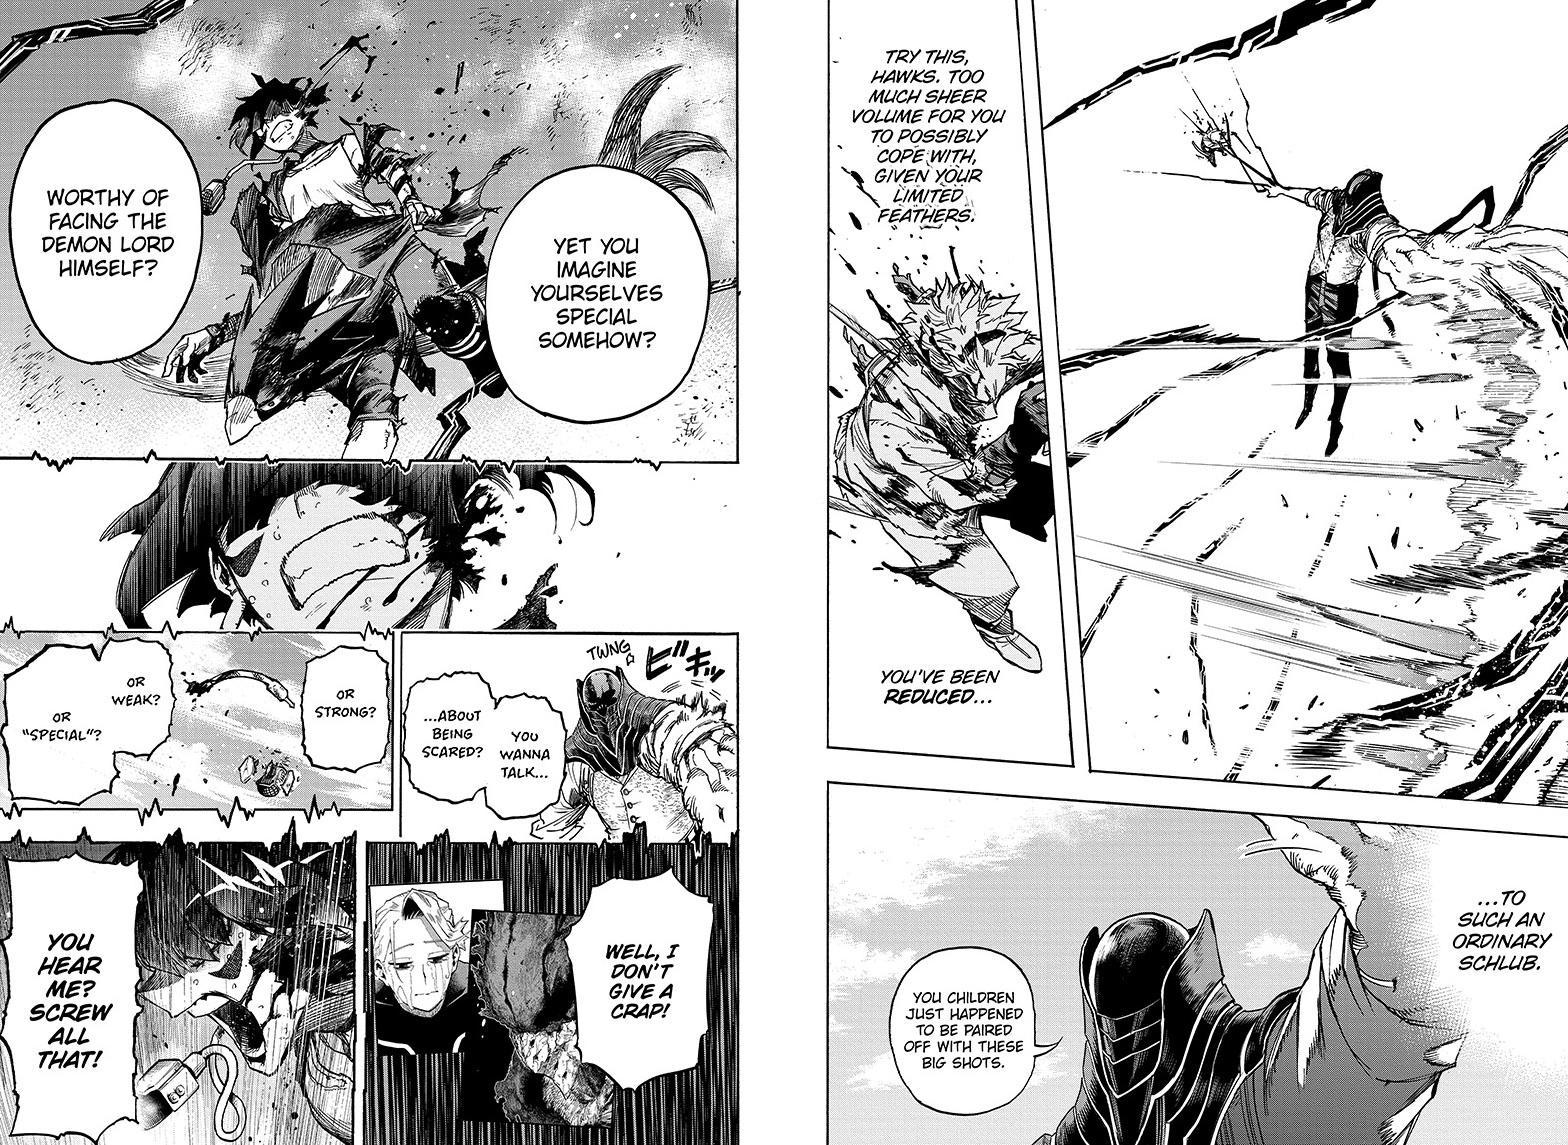 TRY THIS,
HAWKS. TOO
MUCH SHEER
VOLUME FOR YOU
TO POSSIBLY
COPE WITH,
GIVEN YOUR
LIMITED
FEATHERS.
YOU'VE BEEN
REDUCED...
...TO
SUCH AN
ORDINARY
SCHLUB.
YOU CHILDREN
JUST HAPPENED
TO BE PAIRED
OFF WITH THESE
BIG SHOTS.
YET YOU
IMAGINE
YOURSELVES
SPECIAL
SOMEHOW?
WORTHY OF
FACING THE
DEMON LORD
HIMSELF?
TWNG
ビキッ
YOU
WANNA
TALK...
...ABOUT
BEING
SCARED?
OR
STRONG?
OR
WEAK?
OR
"SPECIAL"?
WELL, I
DON'T
GIVE A
CRAP!
YOU
HEAR
ME?
SCREW
ALL
THAT!